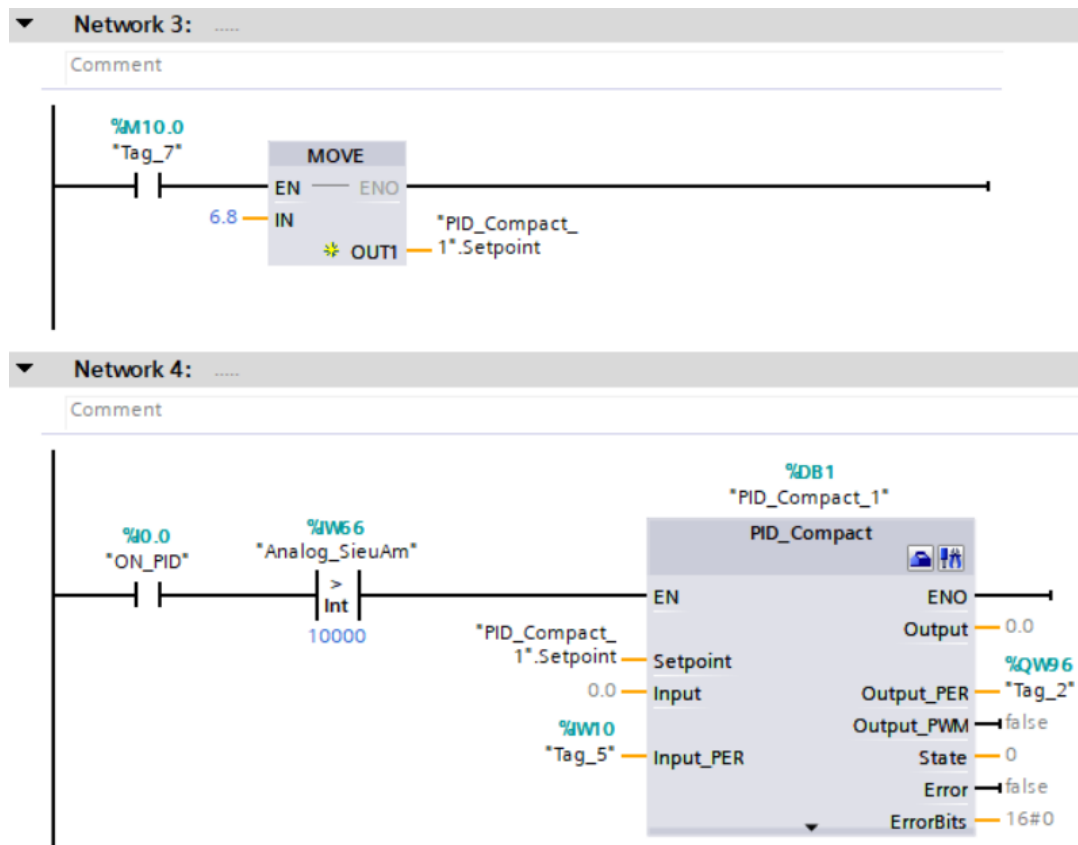 Network 3: .....
Comment
%M10.0
"Tag_7"
MOVE
EN ENO
6.8 IN
OUT1
"PID_Compact_
1".Setpoint
Network 4: .....
Comment
%DB1
"PID_Compact_1"
%I0.0
"ON_PID"
%IW66
"Analog_SieuAm"
>
Int
10000
PID_Compact
EN ENO
Output 0.0
"PID_Compact_
1".Setpoint Setpoint
%QW96
0.0 Input Output_PER "Tag_2"
Output_PWM false
%IW10
"Tag_5" Input_PER State 0
Error false
ErrorBits 16#0